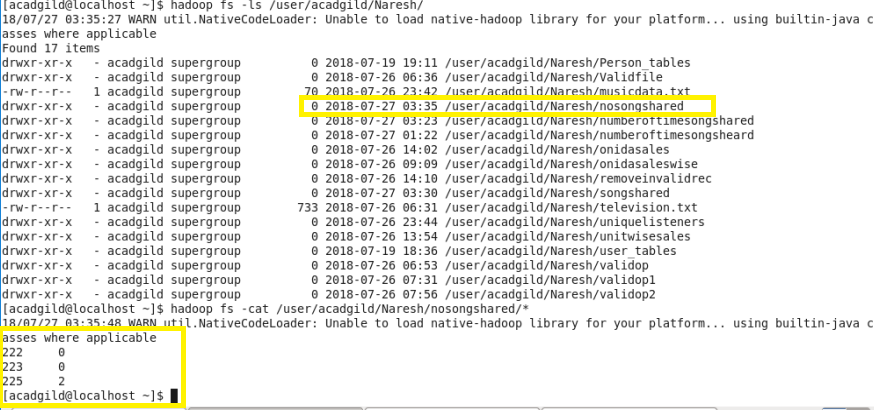 [acadgild@localhost ~]$ hadoop fs -ls /user/acadgild/Naresh/
18/07/27 03:35:27 WARN util.NativeCodeLoader: Unable to load native-hadoop library for your platform... using builtin-java c
asses where applicable
Found 17 items
drwxr-xr-x   - acadgild supergroup          0 2018-07-19 19:11 /user/acadgild/Naresh/Person_tables
drwxr-xr-x   - acadgild supergroup          0 2018-07-26 06:36 /user/acadgild/Naresh/Validfile
-rw-r--r--   1 acadgild supergroup         70 2018-07-26 23:42 /user/acadgild/Naresh/musicdata.txt
drwxr-xr-x   - acadgild supergroup          0 2018-07-27 03:35 /user/acadgild/Naresh/nosongshared
drwxr-xr-x   - acadgild supergroup          0 2018-07-27 03:23 /user/acadgild/Naresh/numberoftimesongshared
drwxr-xr-x   - acadgild supergroup          0 2018-07-27 01:22 /user/acadgild/Naresh/numberoftimesongsheard
drwxr-xr-x   - acadgild supergroup          0 2018-07-26 14:02 /user/acadgild/Naresh/onidasales
drwxr-xr-x   - acadgild supergroup          0 2018-07-26 09:09 /user/acadgild/Naresh/onidasaleswise
drwxr-xr-x   - acadgild supergroup          0 2018-07-26 14:10 /user/acadgild/Naresh/removeinvalidrec
drwxr-xr-x   - acadgild supergroup          0 2018-07-27 03:30 /user/acadgild/Naresh/songshared
-rw-r--r--   1 acadgild supergroup        733 2018-07-26 06:31 /user/acadgild/Naresh/television.txt
drwxr-xr-x   - acadgild supergroup          0 2018-07-26 23:44 /user/acadgild/Naresh/uniquelisteners
drwxr-xr-x   - acadgild supergroup          0 2018-07-26 13:54 /user/acadgild/Naresh/unitwisesales
drwxr-xr-x   - acadgild supergroup          0 2018-07-19 18:36 /user/acadgild/Naresh/user_tables
drwxr-xr-x   - acadgild supergroup          0 2018-07-26 06:53 /user/acadgild/Naresh/validop
drwxr-xr-x   - acadgild supergroup          0 2018-07-26 07:31 /user/acadgild/Naresh/validop1
drwxr-xr-x   - acadgild supergroup          0 2018-07-26 07:56 /user/acadgild/Naresh/validop2
[acadgild@localhost ~]$ hadoop fs -cat /user/acadgild/Naresh/nosongshared/*
18/07/27 03:35:48 WARN util.NativeCodeLoader: Unable to load native-hadoop library for your platform... using builtin-java c
asses where applicable
222     0
223     0
225     2
[acadgild@localhost ~]$